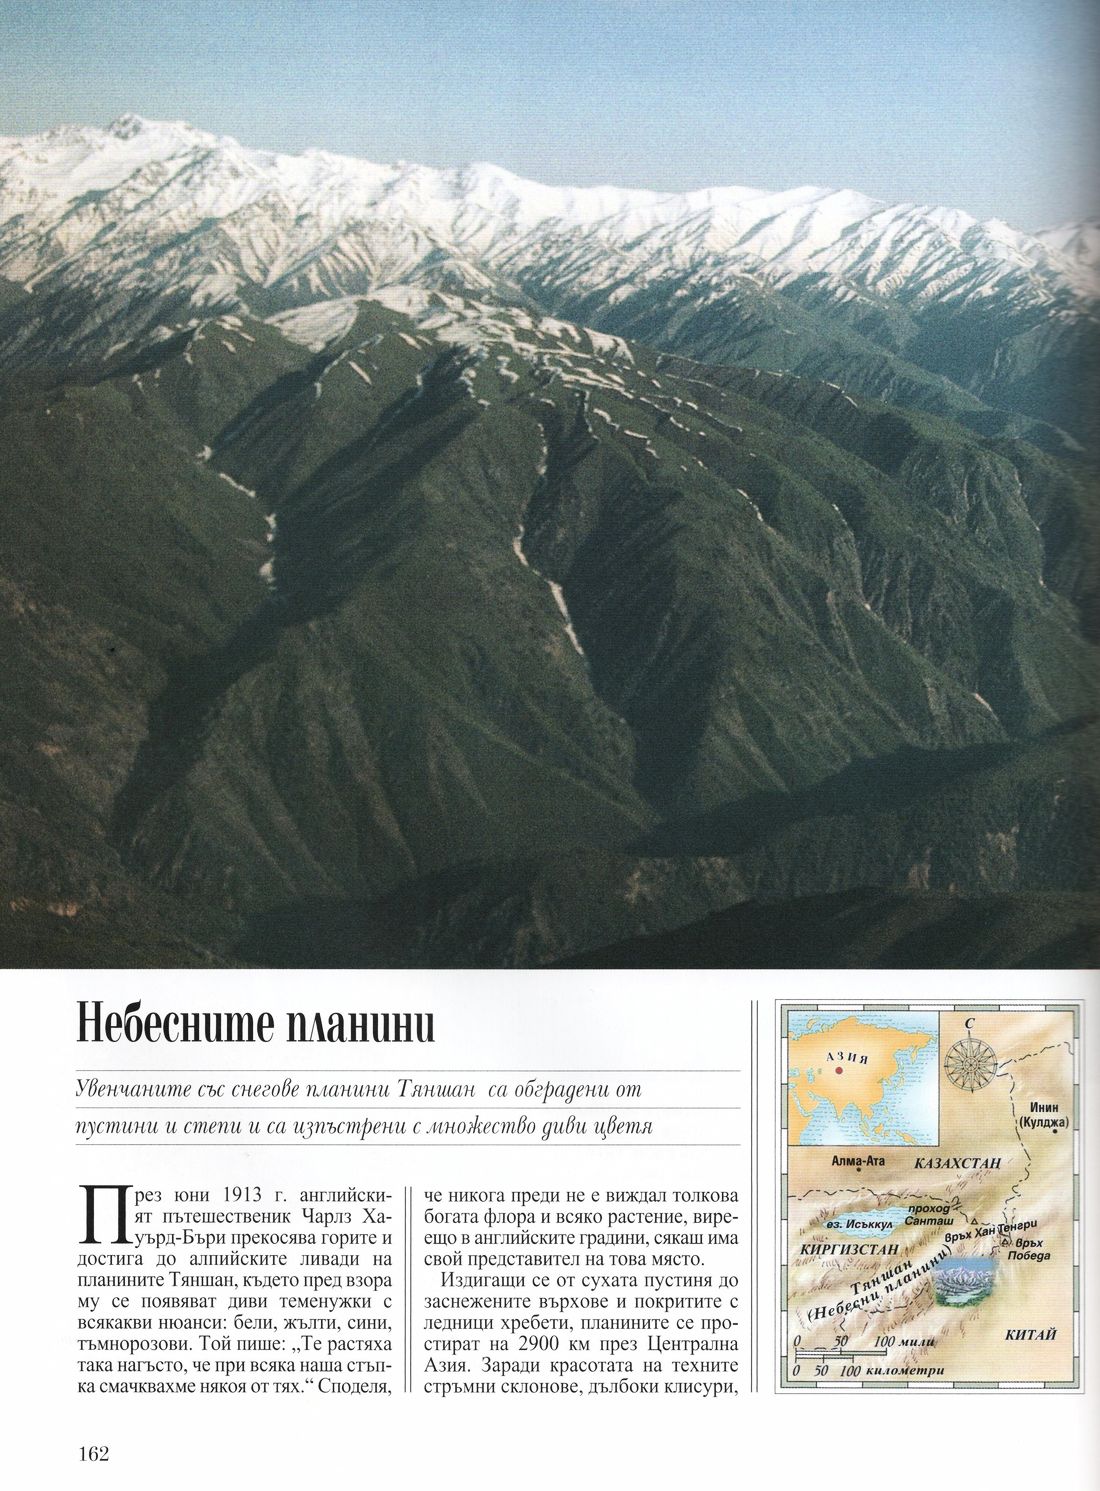 Небесните планини
Увенчаните със снегове планини Тяншан са обградени от
пустини и степи и са изпъстрени с множество диви цветя
През юни 1913 г. английски-
ят пътешественик Чарлз Ха-
уърд-Бъри прекосява горите и
достига до алпийските ливади на
планините Тяншан, където пред взора
му се появяват диви теменужки с
всякакви нюанси: бели, жълти, сини,
тъмнорозови. Той пише: „Те растяха
така нагъсто, че при всяка наша стъп-
ка смачквахме някоя от тях.“ Споделя,
че никога преди не е виждал толкова
богата флора и всяко растение, вире-
ещо в английските градини, сякаш има
свой представител на това място.
Издигащи се от сухата пустиня до
заснежените върхове и покритите с
ледници хребети, планините се про-
стират на 2900 км през Централна
Азия. Заради красотата на техните
стръмни склонове, дълбоки клисури,
АЗИЯ
С
Инин
(Кулджа)
Алма-Ата
КАЗАХСТАН
проход
Санташ
ез. Исъккул
връх Хан Тенгри
връх
Победа
КИРГИЗСТАН
Тяншан
(Небесни планини)
КИТАЙ
0 50 100 мили
0 50 100 километри
162